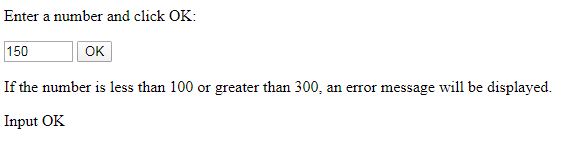 Enter a number and click OK:
150 OK
If the number is less than 100 or greater than 300, an error message will be displayed.
Input OK